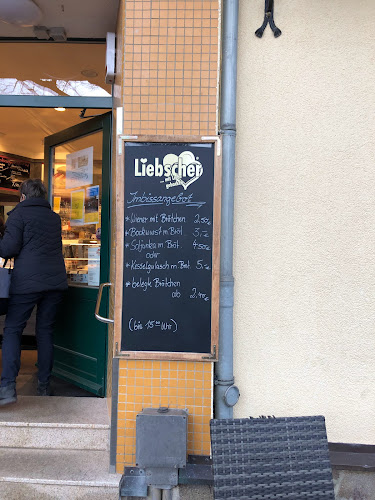 Liebscher
Imbissangebot
* Wiener mit Brötchen 2,50€
* Bockwurst m. Bröt. 3,-€
* Schinken m. Bröt 4,50€
oder
* Kesselgulasch m. Bröt. 5,-€
* belegte Brötchen
ab 2,40€
(bis 15⁰⁰ Uhr)